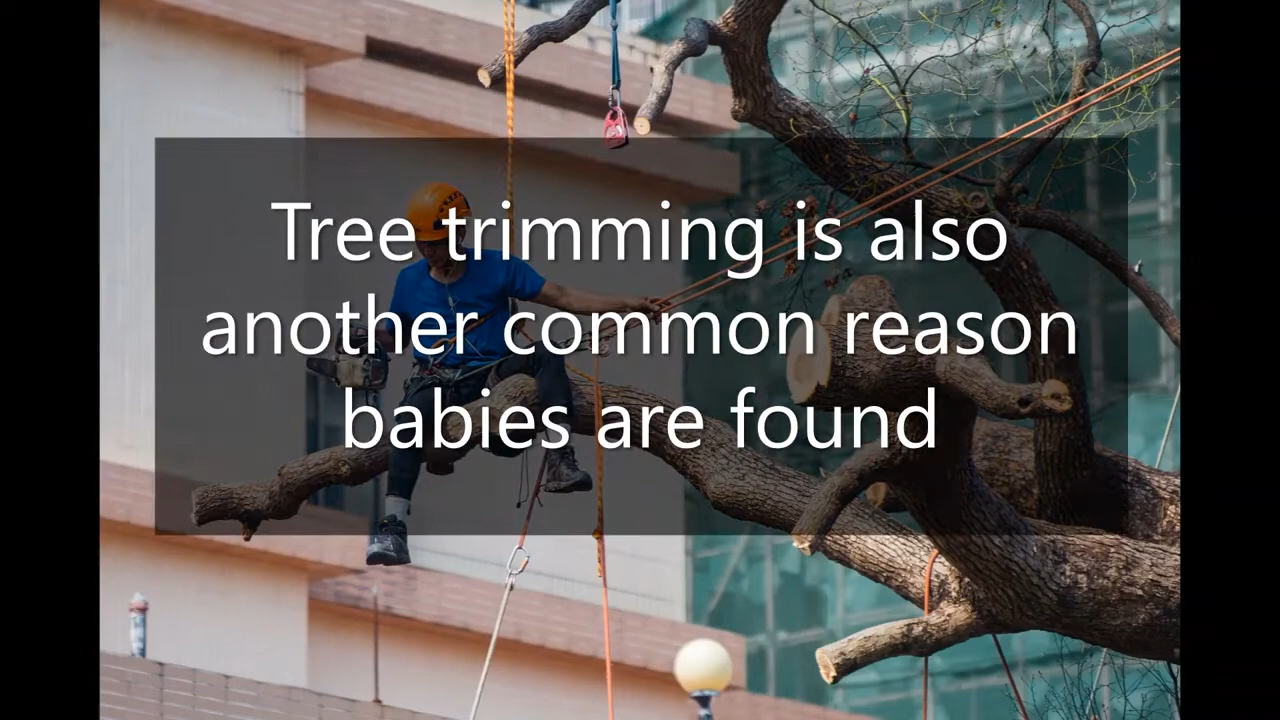 Tree trimming is also
another common reason
babies are found